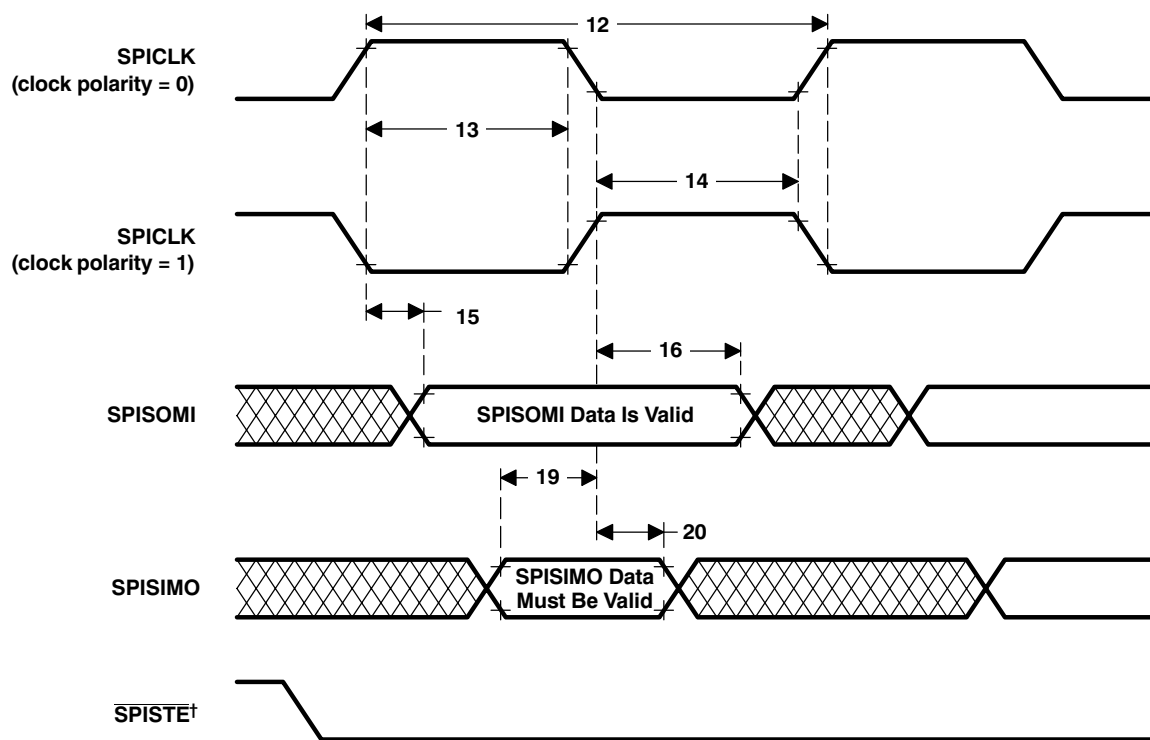 12
SPICLK
(clock polarity = 0)
13
14
SPICLK
(clock polarity = 1)
15
16
SPISOMI
SPISOMI Data Is Valid
19
20
SPISIMO
SPISIMO Data
Must Be Valid
SPISTE†